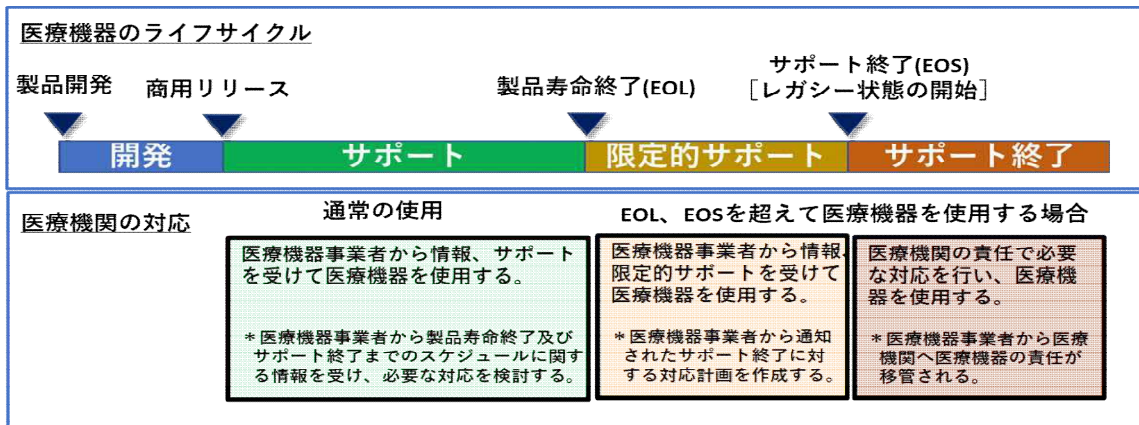 医療機器のライフサイクル
製品開発
商用リリース
製品寿命終了(EOL)
サポート終了(EOS)
［レガシー状態の開始］
開発
サポート
限定的サポート
サポート終了
医療機関の対応
通常の使用
EOL、EOSを超えて医療機器を使用する場合
医療機器事業者から情報、サポート
を受けて医療機器を使用する。
＊医療機器事業者から製品寿命終了及び
サポート終了までのスケジュールに関す
る情報を受け、必要な対応を検討する。
医療機器事業者から情報、
限定的サポートを受けて
医療機器を使用する。
＊医療機器事業者から通知
されたサポート終了に対
する対応計画を作成する。
医療機関の責任で必要
な対応を行い、医療機
器を使用する。
＊医療機器事業者から医療
機関へ医療機器の責任が
移管される。